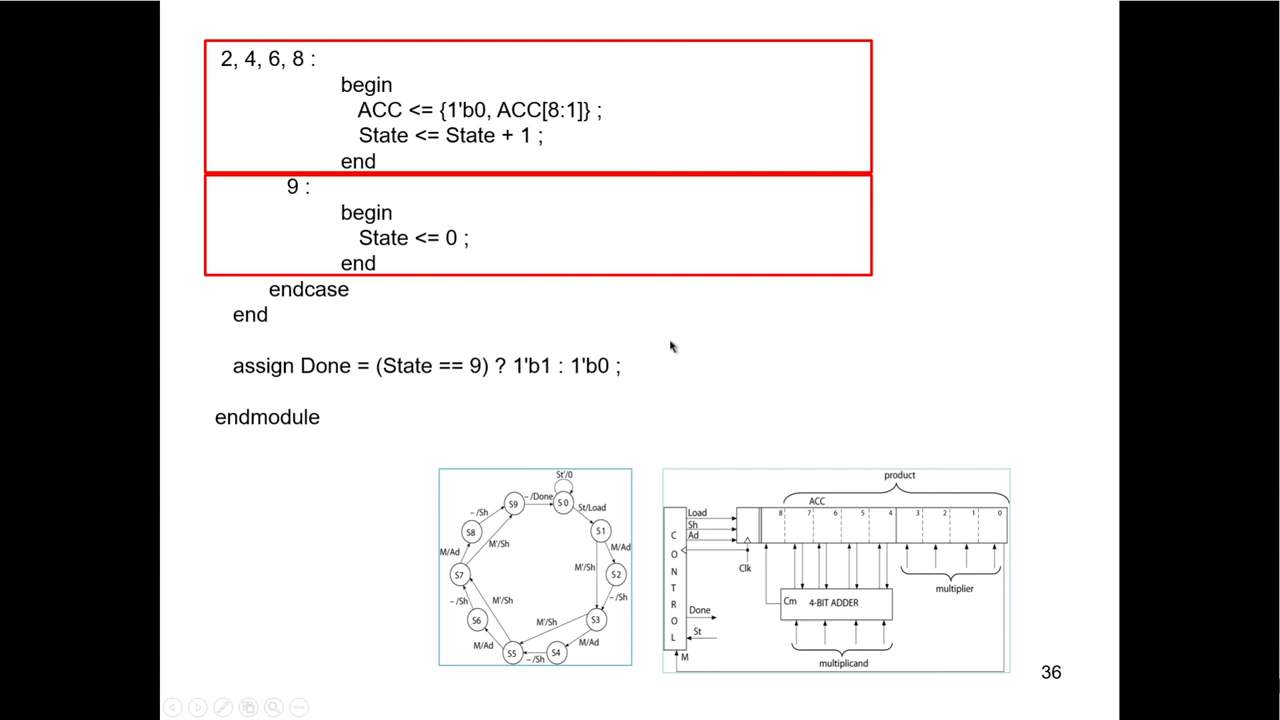 2, 4, 6, 8 :
begin
ACC <= {1'b0, ACC[8:1]} ;
State <= State + 1 ;
end
9 :
begin
State <= 0 ;
end
endcase
end
assign Done = (State == 9) ? 1'b1 : 1'b0 ;
endmodule
St'/0
S9
– /Done
S 0
St/Load
– /Sh
S8
S1
M'/Sh
M/Ad
M/Ad
S7
M'/Sh
S2
– /Sh
M'/Sh
– /Sh
S6
M'/Sh
S3
M/Ad
S5
– /Sh
S4
M/Ad
product
ACC
Load
Sh
Ad
8 7 6 5 4 3 2 1 0
CONTROL
Clk
Cm 4-BIT ADDER
multiplier
Done
St
M
multiplicand
36